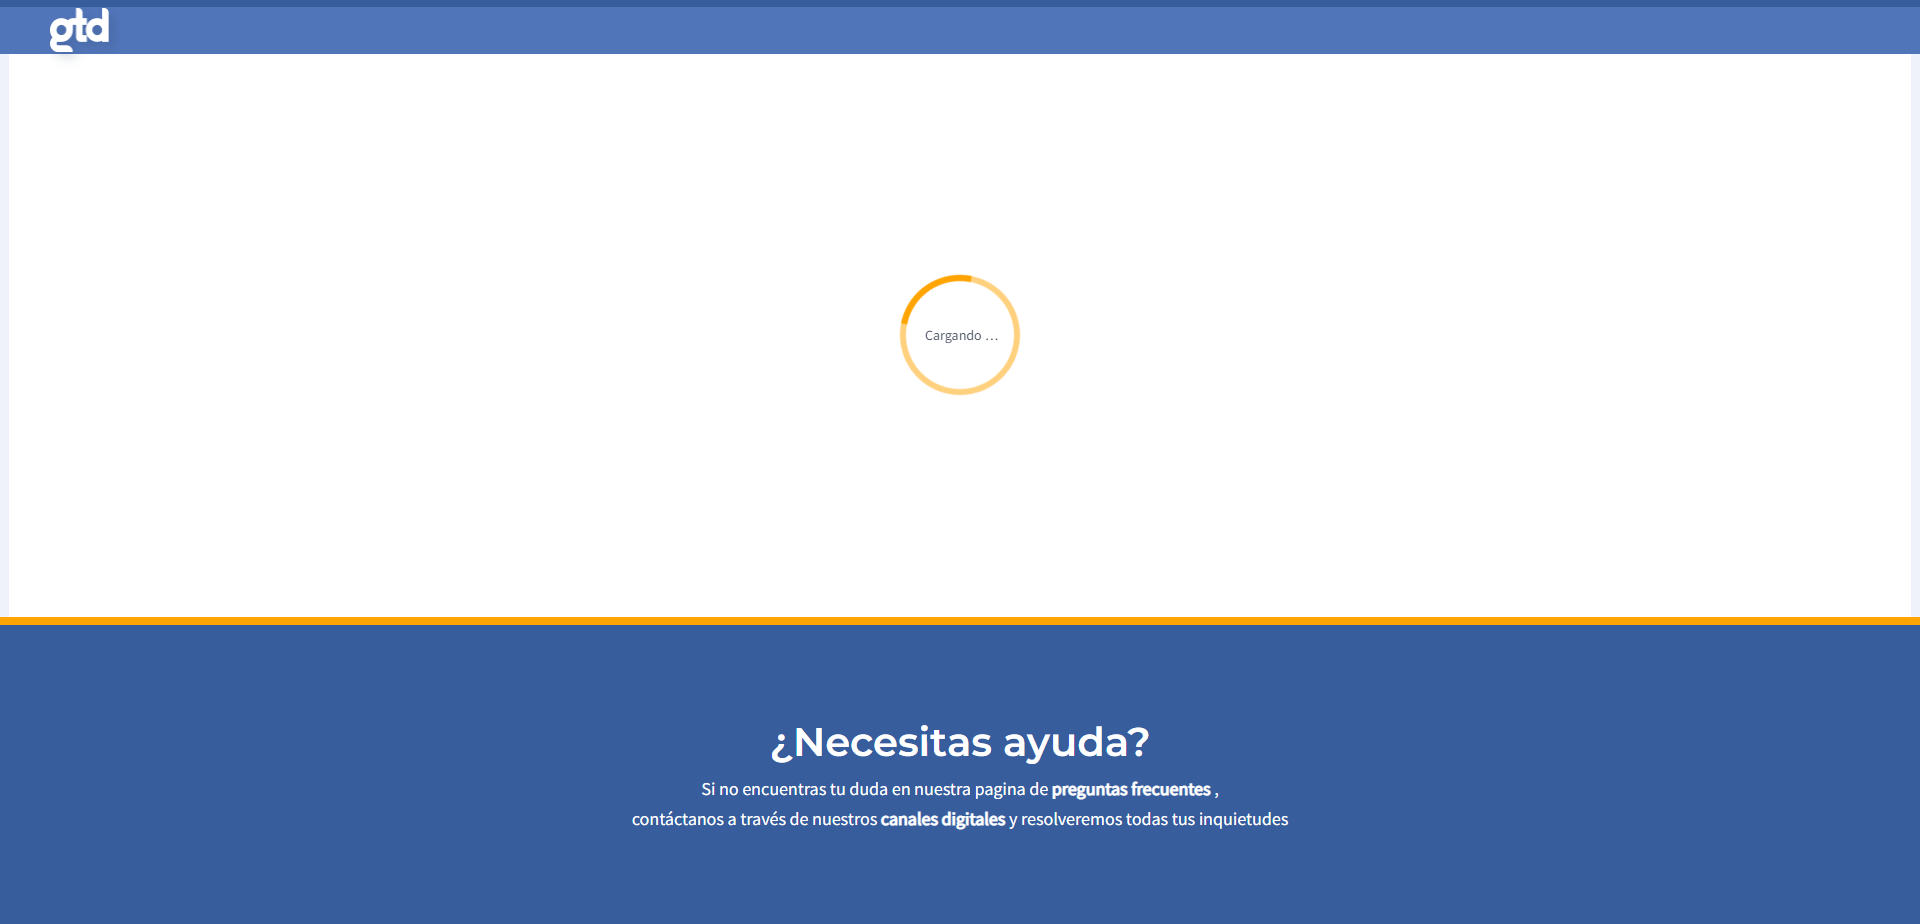 gtd
Cargando ...
¿Necesitas ayuda?
Si no encuentras tu duda en nuestra pagina de preguntas frecuentes ,
contáctanos a través de nuestros canales digitales y resolveremos todas tus inquietudes